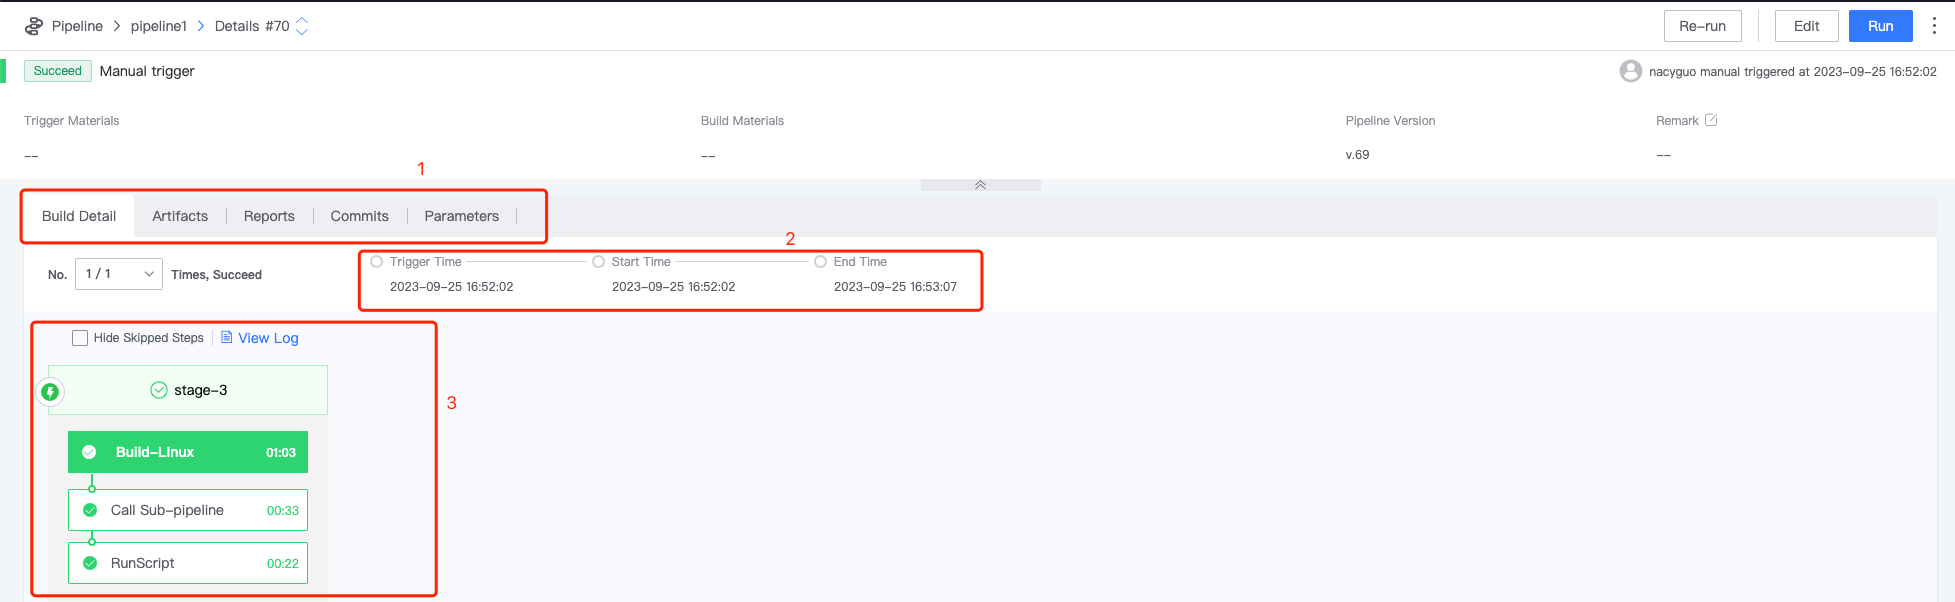 Pipeline > pipeline1 > Details #70
Re-run
Edit
Run
Succeed Manual trigger
nacyguo manual triggered at 2023-09-25 16:52:02
Trigger Materials
Build Materials
Pipeline Version
Remark
--
--
v.69
--
1
Build Detail
Artifacts
Reports
Commits
Parameters
2
No. 1 / 1 Times, Succeed
Trigger Time
Start Time
End Time
2023-09-25 16:52:02
2023-09-25 16:52:02
2023-09-25 16:53:07
Hide Skipped Steps
View Log
stage-3
3
Build-Linux 01:03
Call Sub-pipeline 00:33
RunScript 00:22